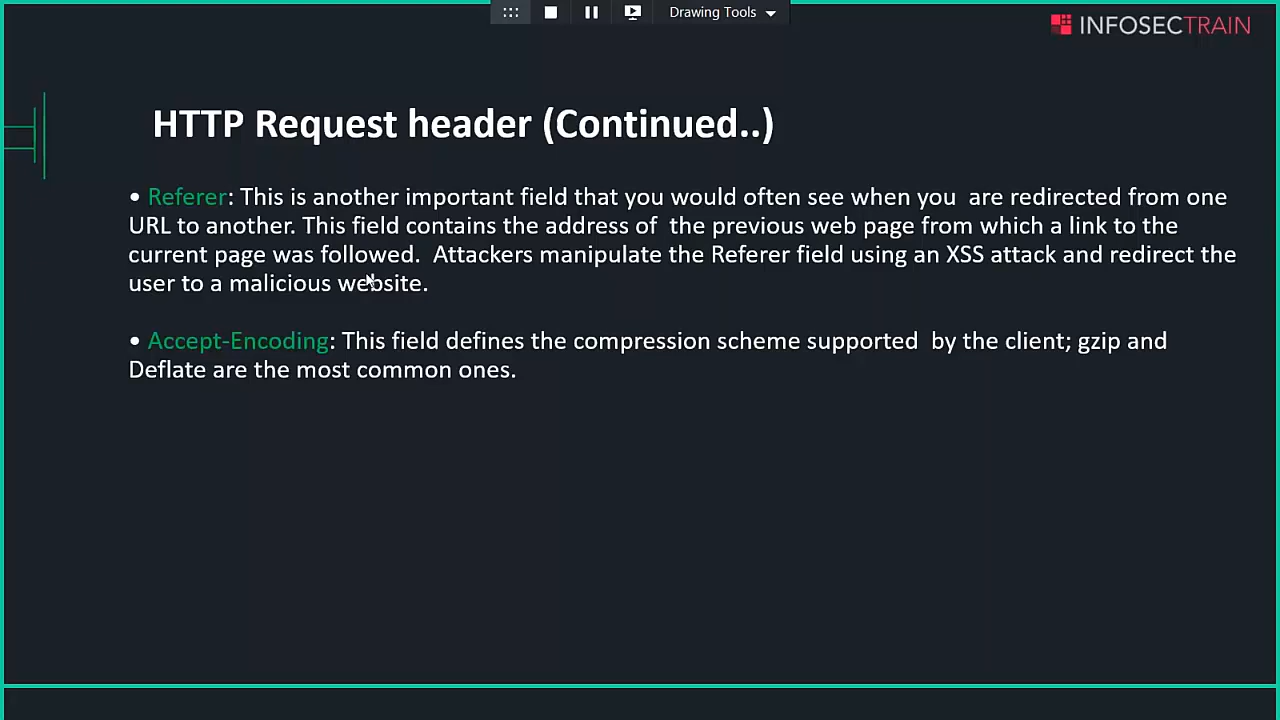 Drawing Tools
INFOSECTRAIN
HTTP Request header (Continued..)
• Referer: This is another important field that you would often see when you are redirected from one
URL to another. This field contains the address of the previous web page from which a link to the
current page was followed. Attackers manipulate the Referer field using an XSS attack and redirect the
user to a malicious website.
• Accept-Encoding: This field defines the compression scheme supported by the client; gzip and
Deflate are the most common ones.